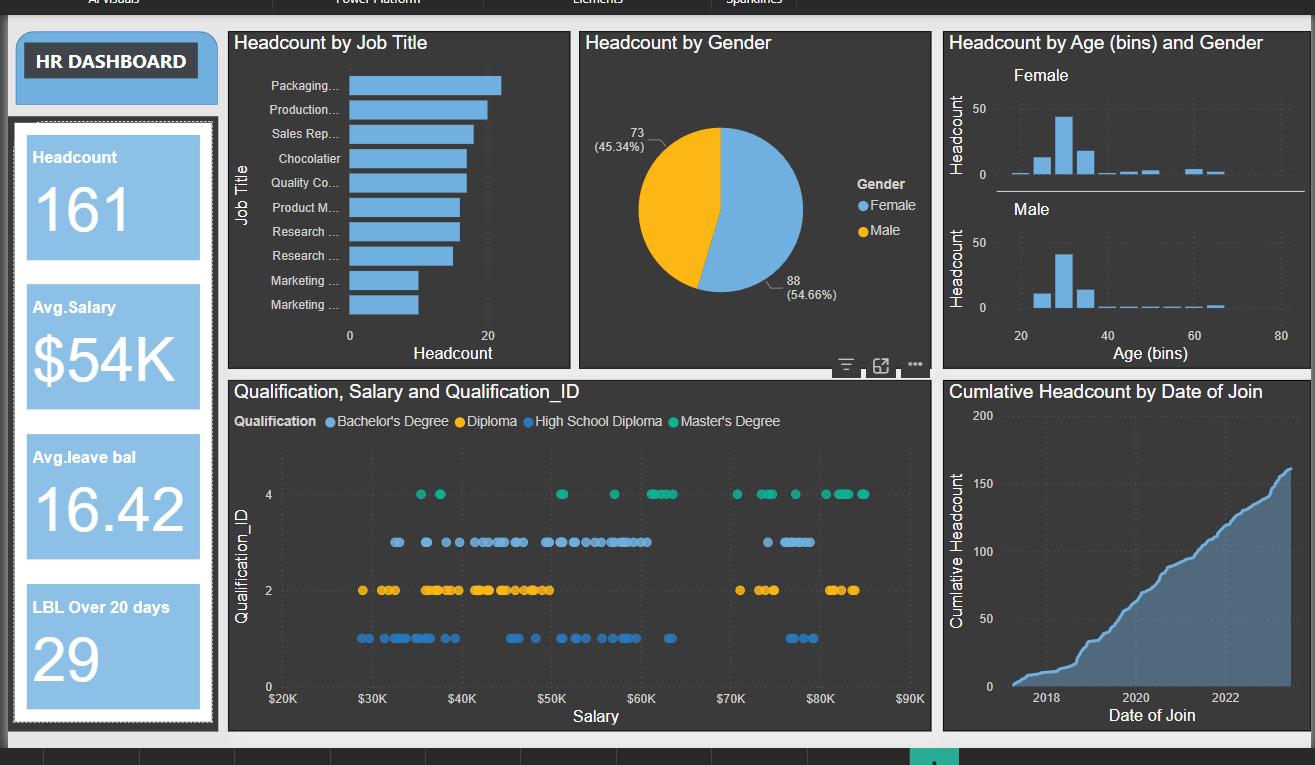 AI visuals
Power Platform
Elements
Sparklines
HR DASHBOARD
Headcount
161
Avg.Salary
$54K
Avg.leave bal
16.42
LBL Over 20 days
29
Headcount by Job Title
Job Title
Packaging...
Production...
Sales Rep...
Chocolatier
Quality Co...
Product M...
Research ...
Research ...
Marketing ...
Marketing ...
0 20
Headcount
Headcount by Gender
73
(45.34%)
88
(54.66%)
Gender
Female
Male
Headcount by Age (bins) and Gender
Female
Headcount
50
0
Male
Headcount
50
0
20 40 60 80
Age (bins)
Qualification, Salary and Qualification_ID
Qualification Bachelor's Degree Diploma High School Diploma Master's Degree
Qualification_ID
4
2
0
$20K $30K $40K $50K $60K $70K $80K $90K
Salary
Cumlative Headcount by Date of Join
Cumlative Headcount
200
150
100
50
0
2018 2020 2022
Date of Join